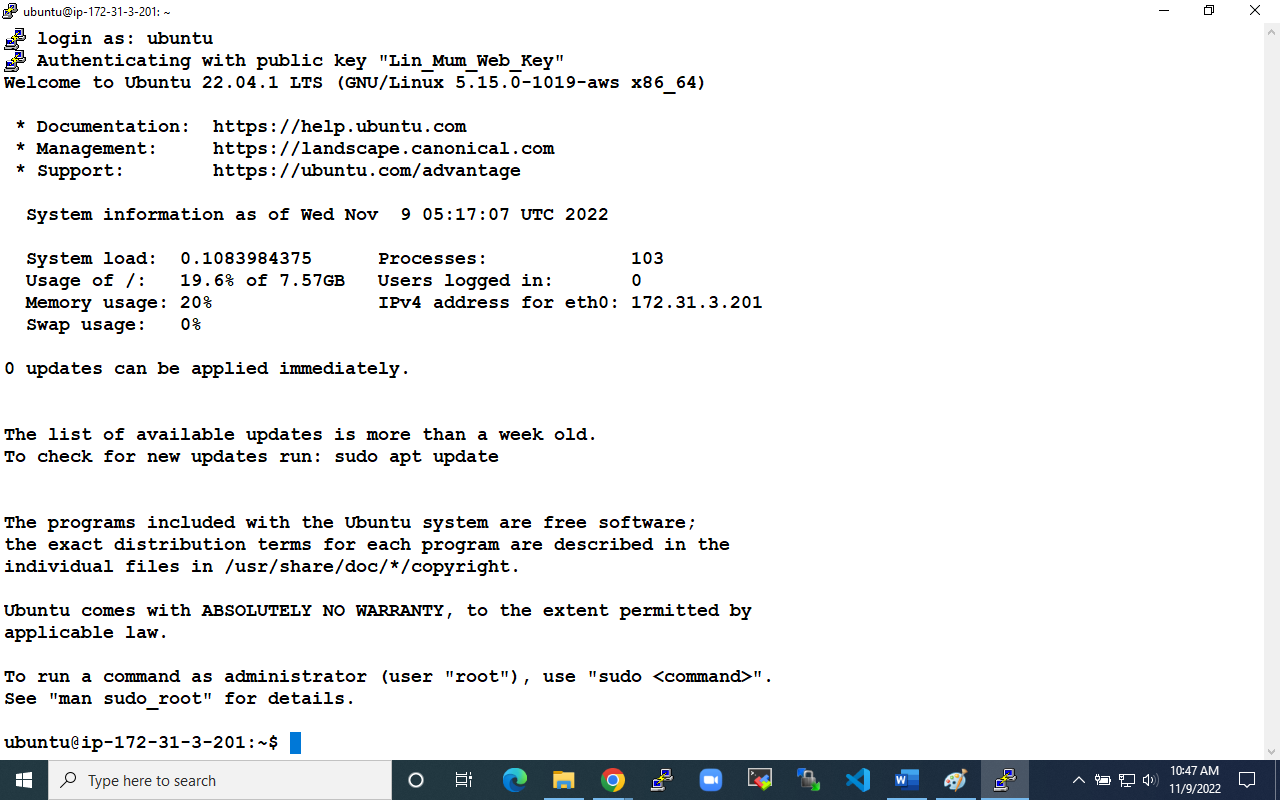 ubuntu@ip-172-31-3-201: ~
login as: ubuntu
Authenticating with public key "Lin_Mum_Web_Key"
Welcome to Ubuntu 22.04.1 LTS (GNU/Linux 5.15.0-1019-aws x86_64)
* Documentation:  https://help.ubuntu.com
* Management:     https://landscape.canonical.com
* Support:        https://ubuntu.com/advantage
System information as of Wed Nov  9 05:17:07 UTC 2022
System load:  0.1083984375      Processes:             103
Usage of /:   19.6% of 7.57GB   Users logged in:       0
Memory usage: 20%               IPv4 address for eth0: 172.31.3.201
Swap usage:   0%
0 updates can be applied immediately.
The list of available updates is more than a week old.
To check for new updates run: sudo apt update
The programs included with the Ubuntu system are free software;
the exact distribution terms for each program are described in the
individual files in /usr/share/doc/*/copyright.
Ubuntu comes with ABSOLUTELY NO WARRANTY, to the extent permitted by
applicable law.
To run a command as administrator (user "root"), use "sudo <command>".
See "man sudo_root" for details.
ubuntu@ip-172-31-3-201:~$
Type here to search
10:47 AM
11/9/2022